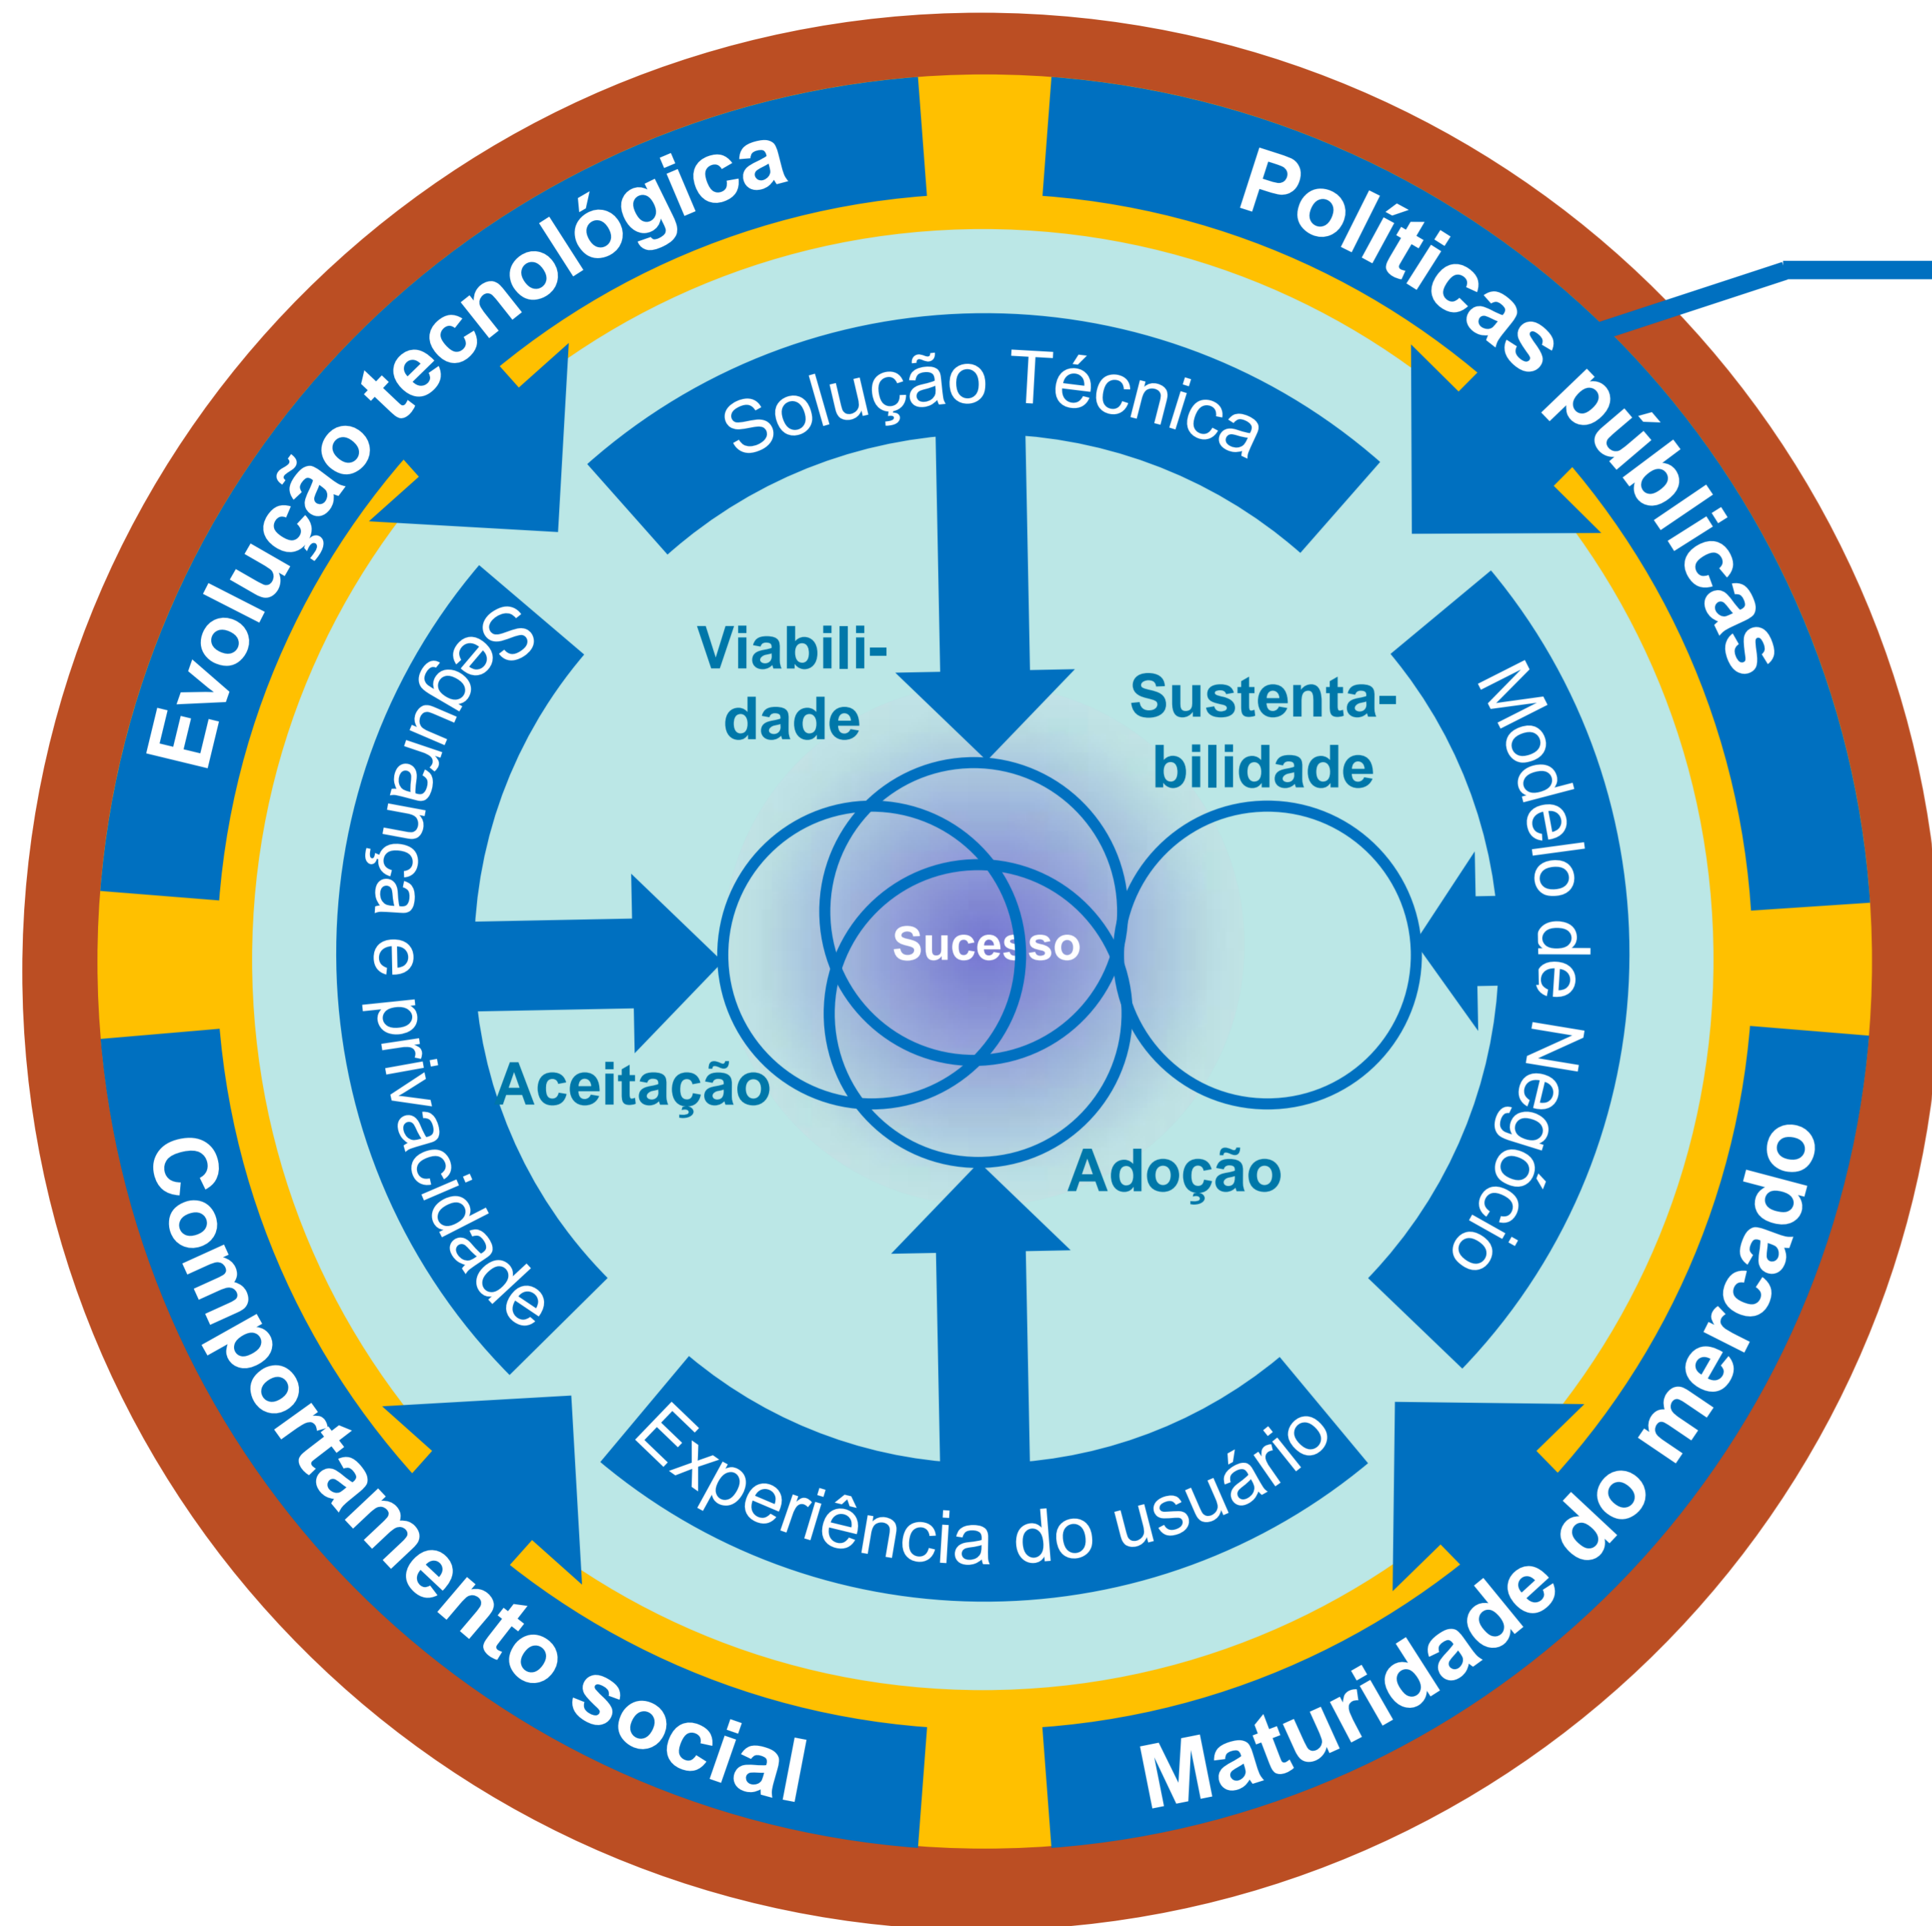 Evolução tecnológica
Políticas públicas
Solução Técnica
Segurança e privacidade
Modelo de Negócio
Viabili-
dade
Sustenta-
bilidade
Sucesso
Aceitação
Adoção
Experiência do usuário
Comportamento social
Maturidade do mercado